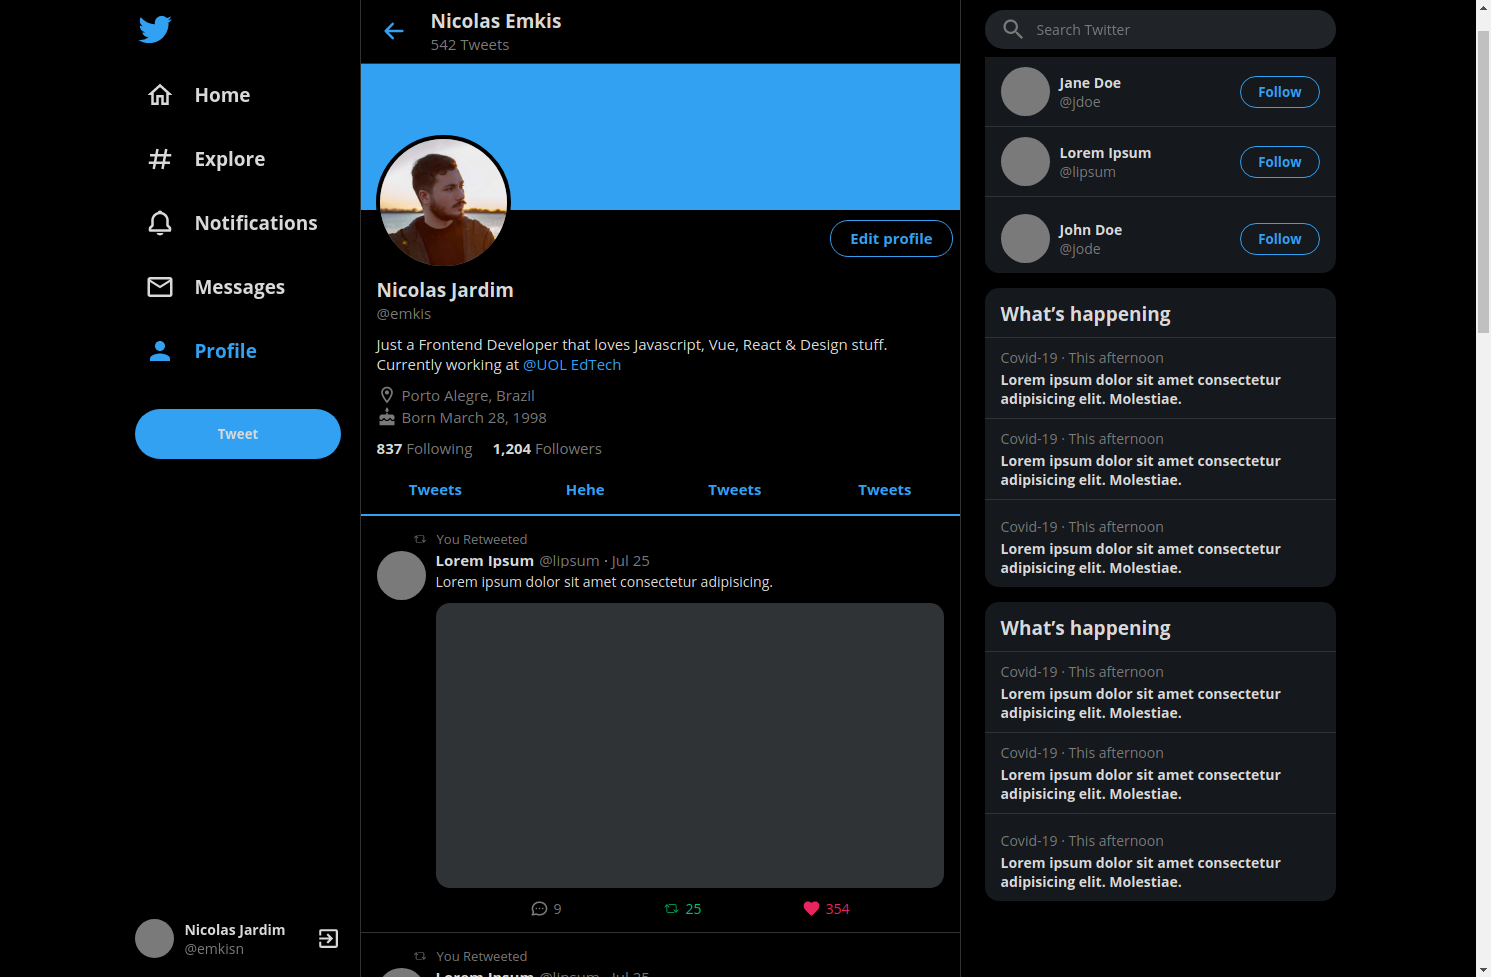 Home
Explore
Notifications
Messages
Profile
Tweet
Nicolas Jardim
@emkisn
Nicolas Emkis
542 Tweets
Edit profile
Nicolas Jardim
@emkis
Just a Frontend Developer that loves Javascript, Vue, React & Design stuff.
Currently working at @UOL EdTech
Porto Alegre, Brazil
Born March 28, 1998
837 Following 1,204 Followers
Tweets Hehe Tweets Tweets
You Retweeted
Lorem Ipsum @lipsum · Jul 25
Lorem ipsum dolor sit amet consectetur adipisicing.
9 25 354
You Retweeted
Lorem Ipsum @lipsum · Jul 25
Search Twitter
Jane Doe
@jdoe
Follow
Lorem Ipsum
@lipsum
Follow
John Doe
@jode
Follow
What’s happening
Covid-19 · This afternoon
Lorem ipsum dolor sit amet consectetur
adipisicing elit. Molestiae.
Covid-19 · This afternoon
Lorem ipsum dolor sit amet consectetur
adipisicing elit. Molestiae.
Covid-19 · This afternoon
Lorem ipsum dolor sit amet consectetur
adipisicing elit. Molestiae.
What’s happening
Covid-19 · This afternoon
Lorem ipsum dolor sit amet consectetur
adipisicing elit. Molestiae.
Covid-19 · This afternoon
Lorem ipsum dolor sit amet consectetur
adipisicing elit. Molestiae.
Covid-19 · This afternoon
Lorem ipsum dolor sit amet consectetur
adipisicing elit. Molestiae.